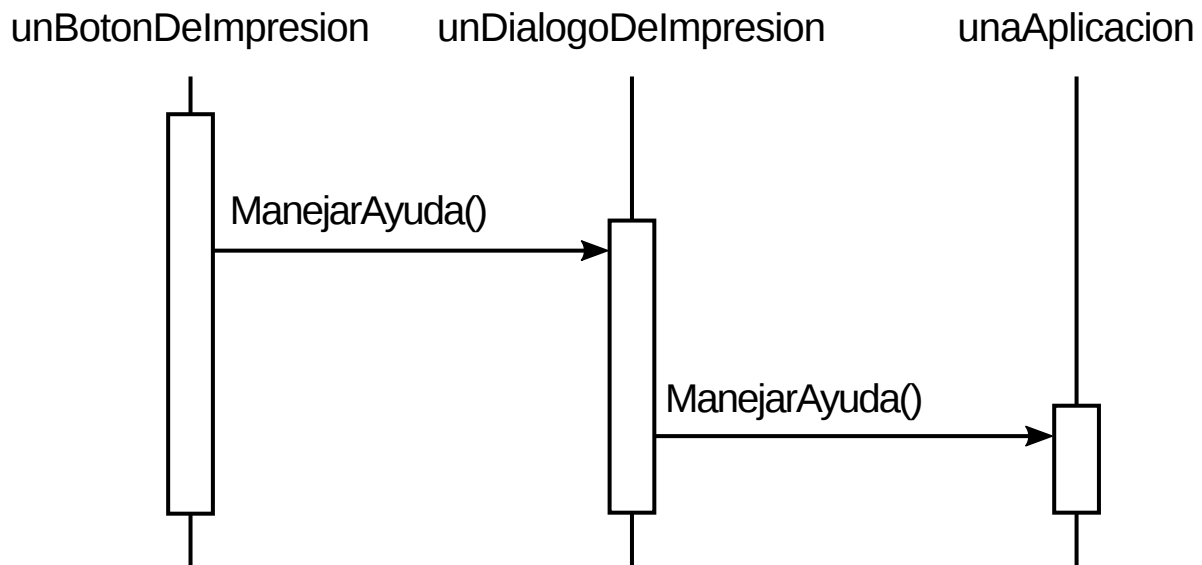 unBotonDeImpresion
unDialogoDeImpresion
unaAplicacion
ManejarAyuda()
ManejarAyuda()